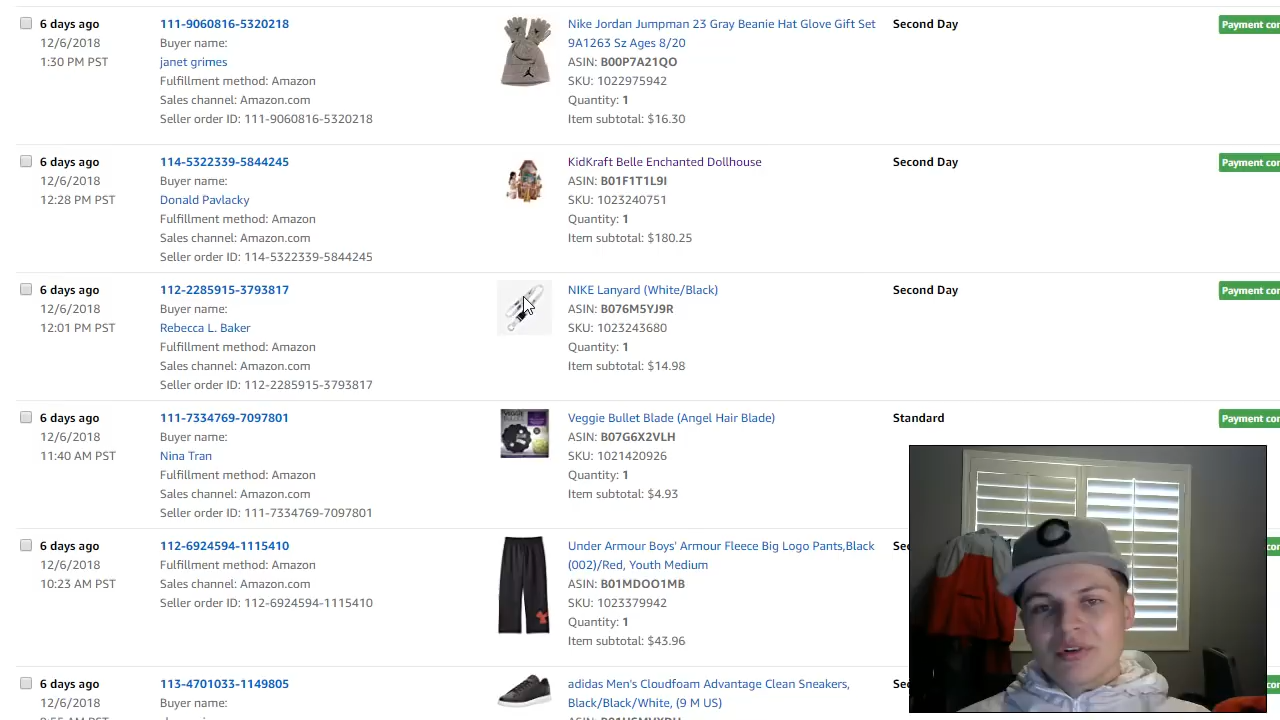 6 days ago 111-9060816-5320218 Nike Jordan Jumpman 23 Gray Beanie Hat Glove Gift Set Second Day Payment con
12/6/2018 Buyer name: 9A1263 Sz Ages 8/20
1:30 PM PST janet grimes ASIN: B00P7A21QO
Fulfillment method: Amazon SKU: 1022975942
Sales channel: Amazon.com Quantity: 1
Seller order ID: 111-9060816-5320218 Item subtotal: $16.30
6 days ago 114-5322339-5844245 KidKraft Belle Enchanted Dollhouse Second Day Payment con
12/6/2018 Buyer name: ASIN: B01F1T1L9I
12:28 PM PST Donald Pavlacky SKU: 1023240751
Fulfillment method: Amazon Quantity: 1
Sales channel: Amazon.com Item subtotal: $180.25
Seller order ID: 114-5322339-5844245
6 days ago 112-2285915-3793817 NIKE Lanyard (White/Black) Second Day Payment con
12/6/2018 Buyer name: ASIN: B076M5YJ9R
12:01 PM PST Rebecca L. Baker SKU: 1023243680
Fulfillment method: Amazon Quantity: 1
Sales channel: Amazon.com Item subtotal: $14.98
Seller order ID: 112-2285915-3793817
6 days ago 111-7334769-7097801 Veggie Bullet Blade (Angel Hair Blade) Standard Payment con
12/6/2018 Buyer name: ASIN: B07G6X2VLH
11:40 AM PST Nina Tran SKU: 1021420926
Fulfillment method: Amazon Quantity: 1
Sales channel: Amazon.com Item subtotal: $4.93
Seller order ID: 111-7334769-7097801
6 days ago 112-6924594-1115410 Under Armour Boys' Armour Fleece Big Logo Pants,Black Sec
12/6/2018 Fulfillment method: Amazon (002)/Red, Youth Medium
10:23 AM PST Sales channel: Amazon.com ASIN: B01MDOO1MB
Seller order ID: 112-6924594-1115410 SKU: 1023379942
Quantity: 1
Item subtotal: $43.96
6 days ago 113-4701033-1149805 adidas Men's Cloudfoam Advantage Clean Sneakers, Sec
12/6/2018 Buyer name: Black/Black/White, (9 M US)